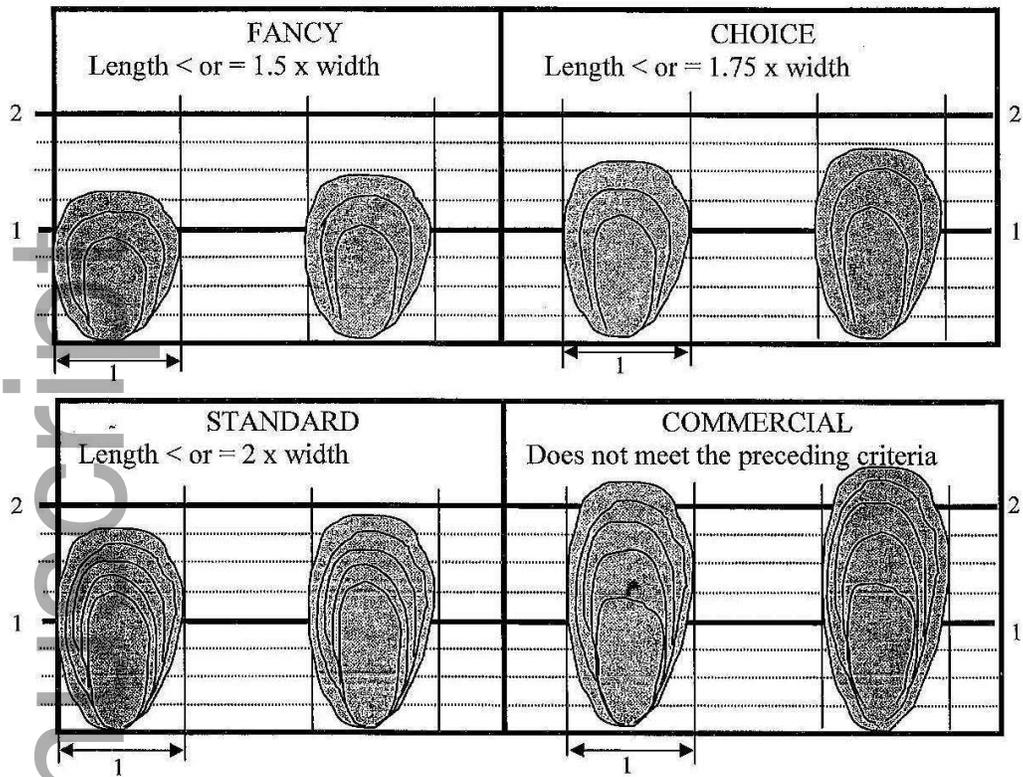 FANCY
Length < or = 1.5 x width
CHOICE
Length < or = 1.75 x width
2
2
1
1
1
1
STANDARD
Length < or = 2 x width
COMMERCIAL
Does not meet the preceding criteria
2
2
1
1
1
1
nuscript